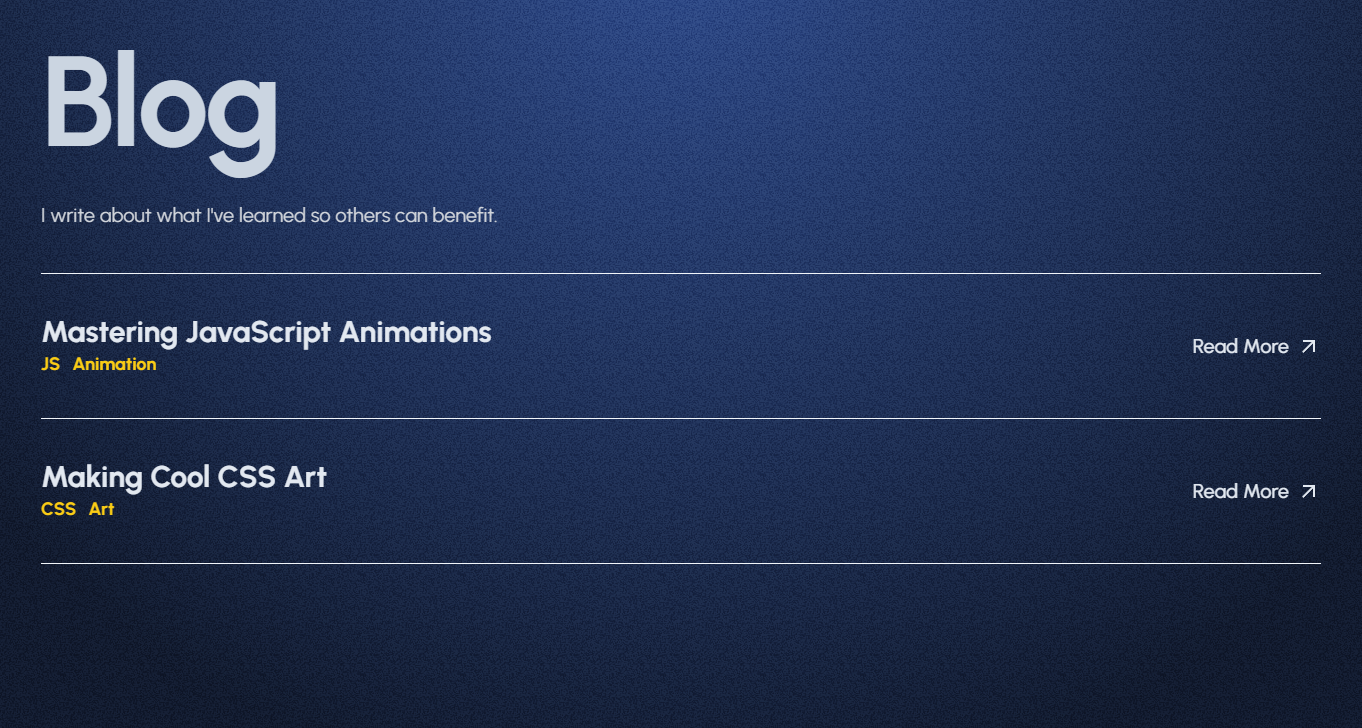 Blog
I write about what I've learned so others can benefit.
Mastering JavaScript Animations
JS Animation
Read More
Making Cool CSS Art
CSS Art
Read More